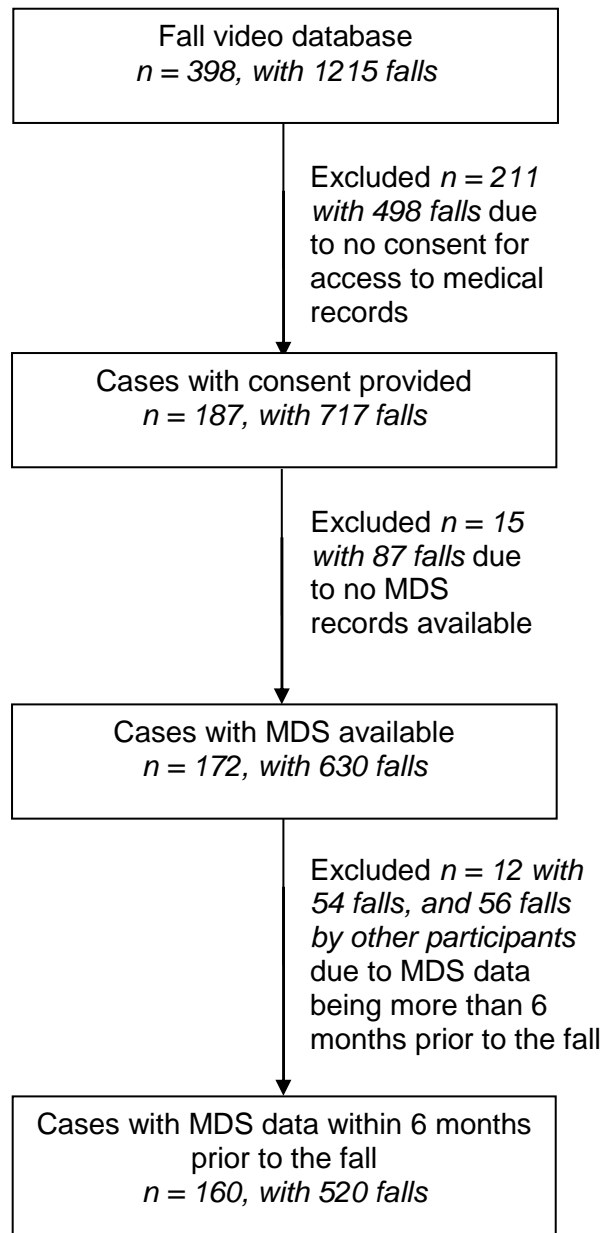 Fall video database
n = 398, with 1215 falls
Excluded n = 211
with 498 falls due
to no consent for
access to medical
records
Cases with consent provided
n = 187, with 717 falls
Excluded n = 15
with 87 falls due
to no MDS
records available
Cases with MDS available
n = 172, with 630 falls
Excluded n = 12 with
54 falls, and 56 falls
by other participants
due to MDS data
being more than 6
months prior to the fall
Cases with MDS data within 6 months
prior to the fall
n = 160, with 520 falls